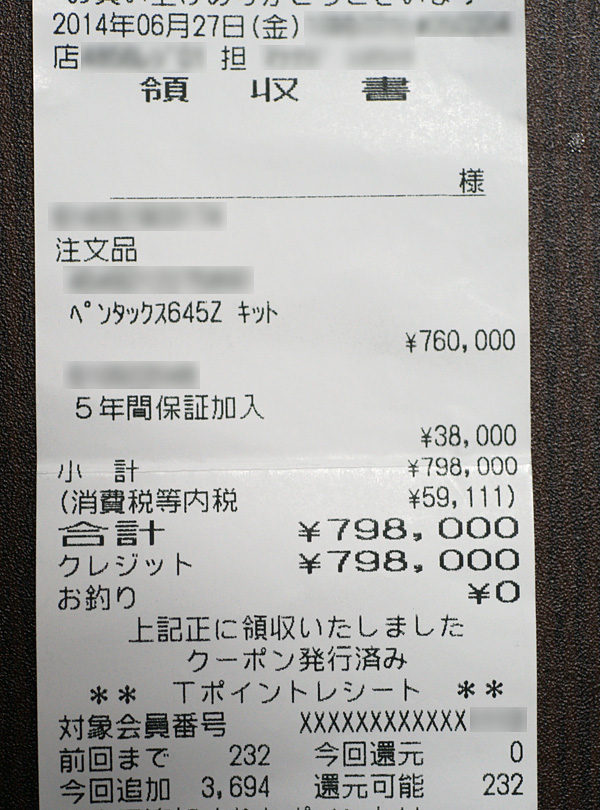 2014年06月27日(金)
店 担
領 収 書
様
注文品
ﾍﾟﾝﾀｯｸｽ645Z ｷｯﾄ
¥760,000
5年間保証加入
¥38,000
小 計 ¥798,000
(消費税等内税 ¥59,111)
合計 ¥798,000
クレジット ¥798,000
お釣り ¥0
上記正に領収いたしました
クーポン発行済み
** Tポイントレシート **
対象会員番号 XXXXXXXXXXXX
前回まで 232 今回還元 0
今回追加 3,694 還元可能 232